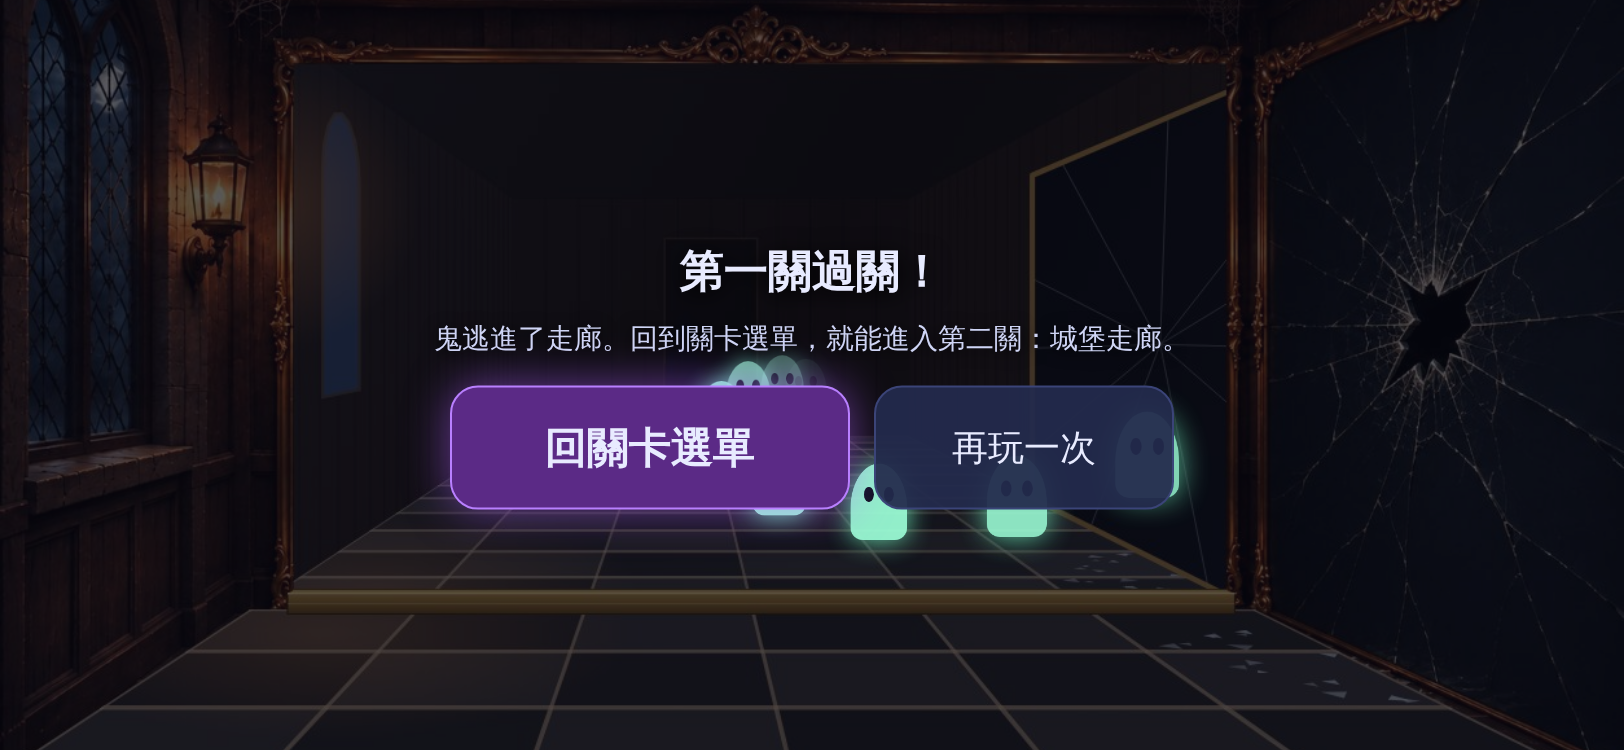 第一關過關！
鬼逃進了走廊。回到關卡選單，就能進入第二關：城堡走廊。
回關卡選單
再玩一次